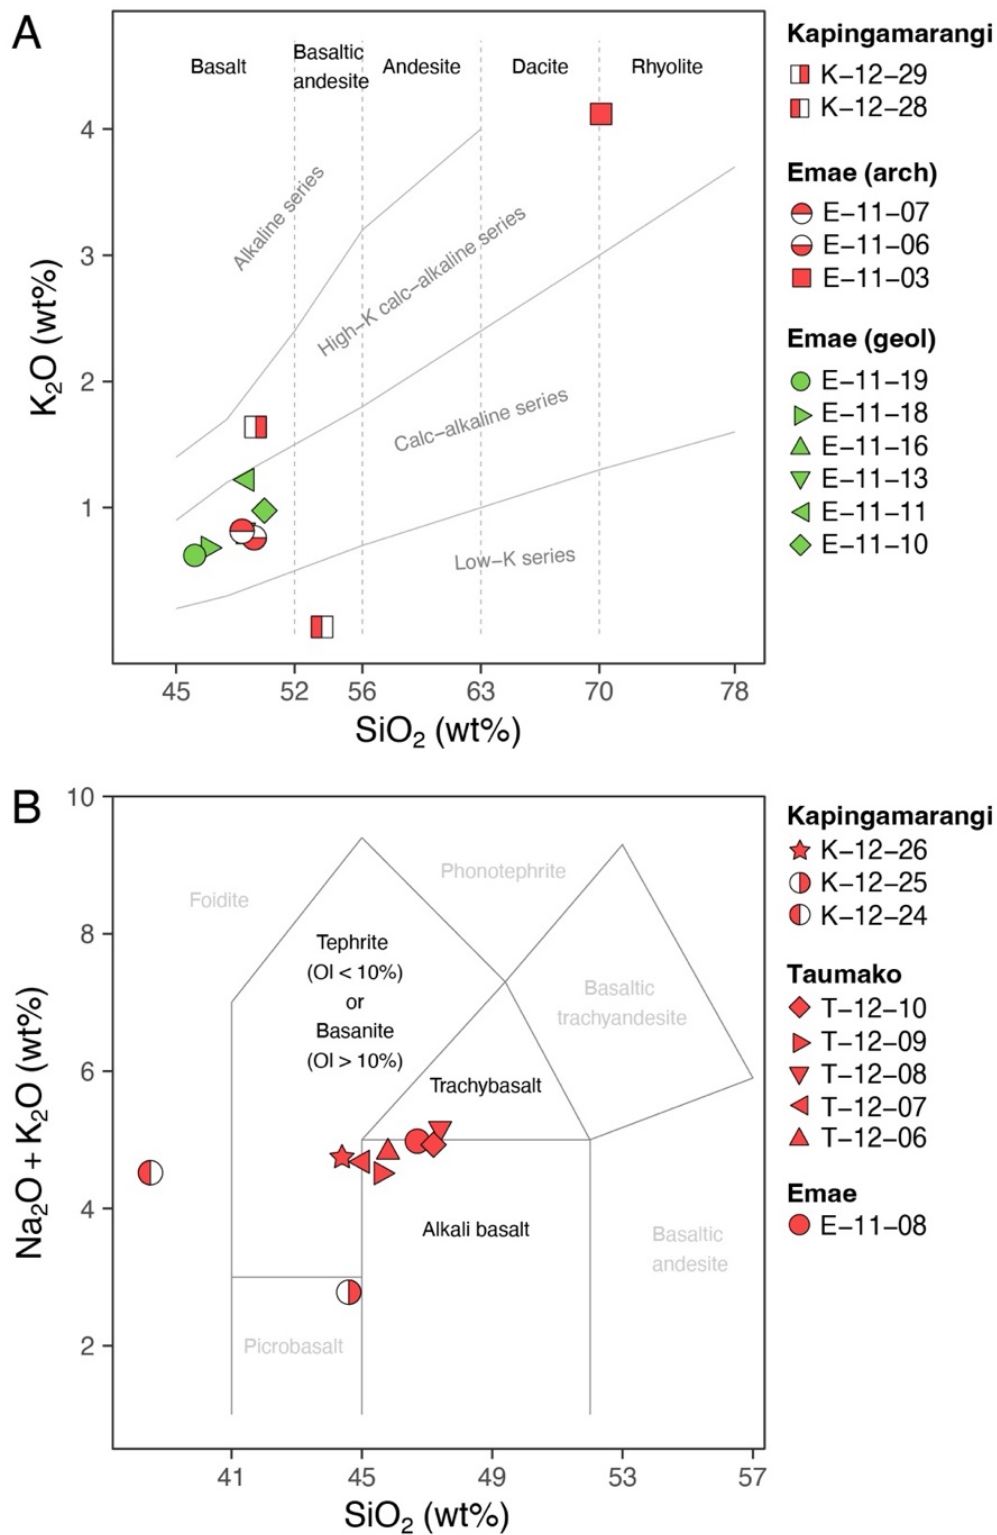 A
Basalt
Basaltic
andesite
Andesite
Dacite
Rhyolite
Alkaline series
High–K calc–alkaline series
Calc–alkaline series
Low–K series
K₂O (wt%)
4
3
2
1
45
52
56
63
70
78
SiO₂ (wt%)
Kapingamarangi
K–12–29
K–12–28
Emae (arch)
E–11–07
E–11–06
E–11–03
Emae (geol)
E–11–19
E–11–18
E–11–16
E–11–13
E–11–11
E–11–10
B
Foidite
Phonotephrite
Tephrite
(Ol < 10%)
or
Basanite
(Ol > 10%)
Basaltic
trachyandesite
Trachybasalt
Alkali basalt
Basaltic
andesite
Picrobasalt
Na₂O + K₂O (wt%)
10
8
6
4
2
41
45
49
53
57
SiO₂ (wt%)
Kapingamarangi
K–12–26
K–12–25
K–12–24
Taumako
T–12–10
T–12–09
T–12–08
T–12–07
T–12–06
Emae
E–11–08